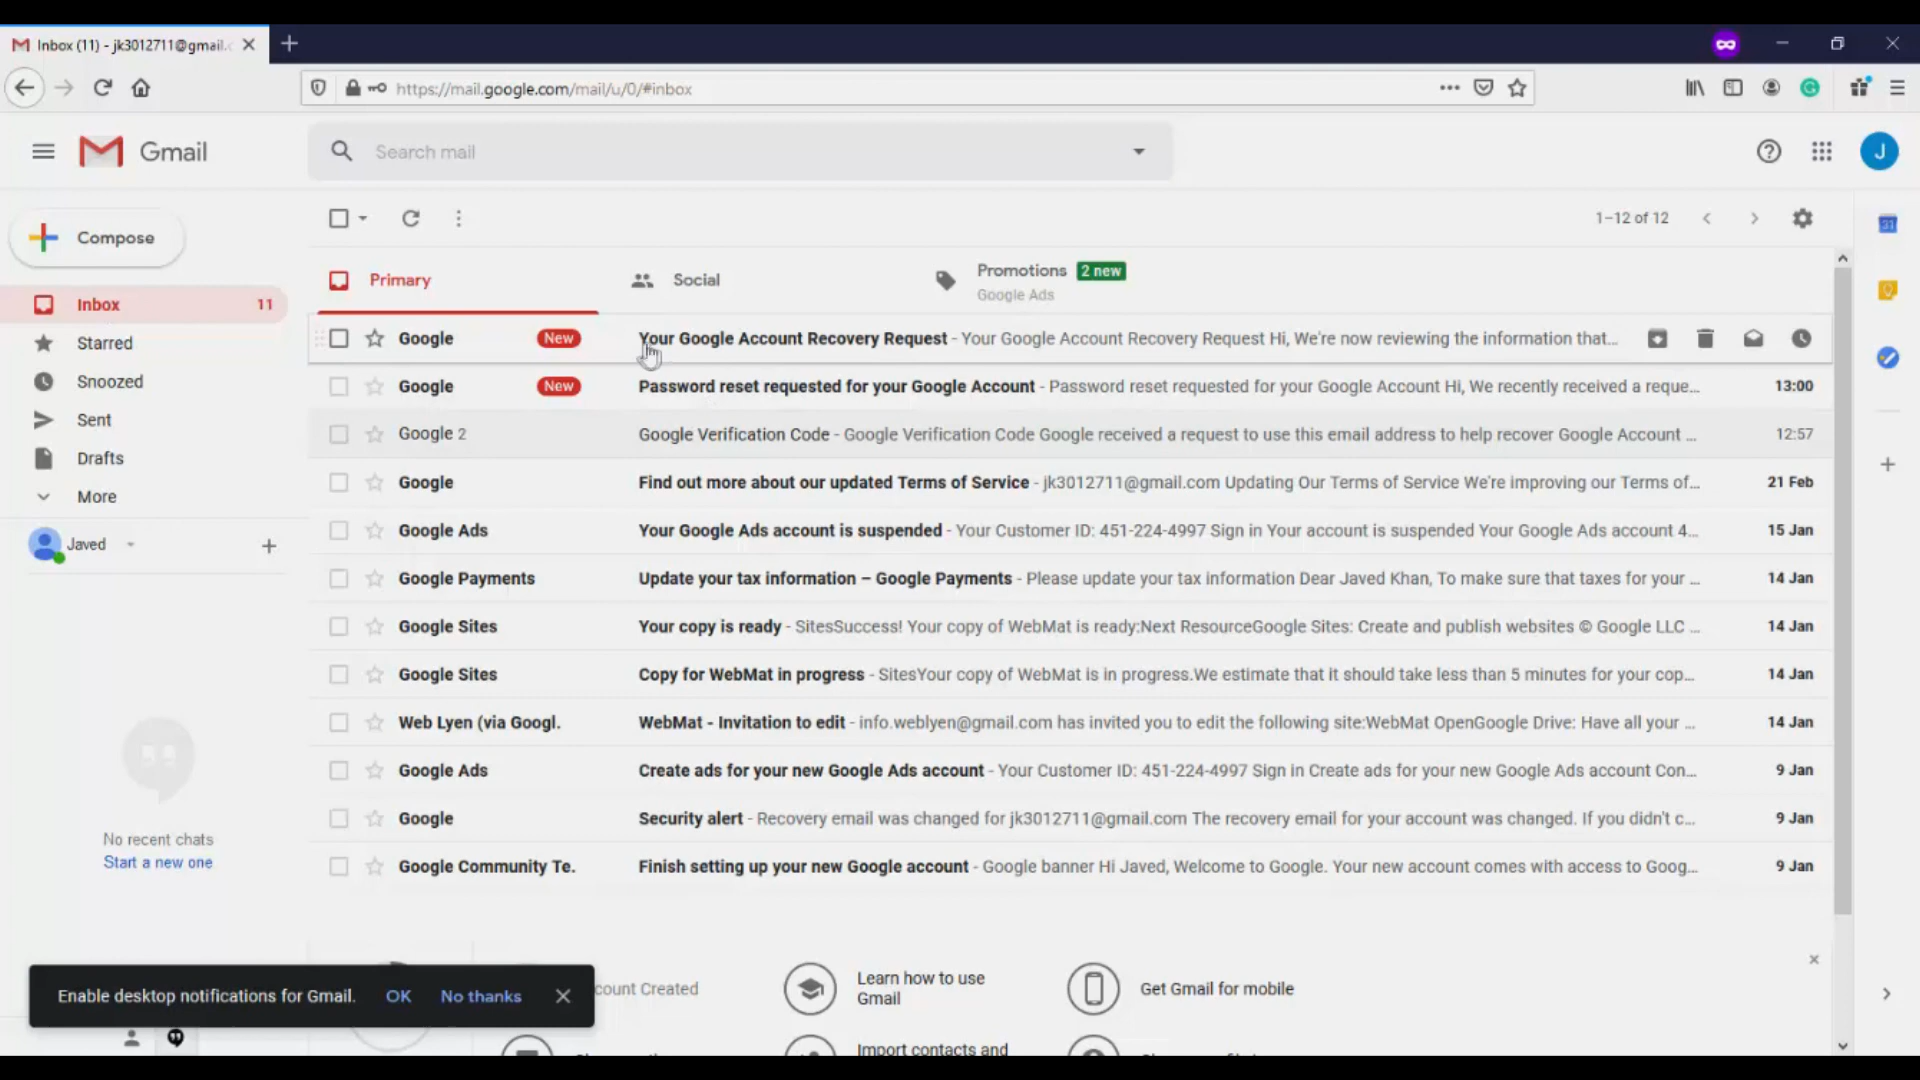 Inbox (11) - jk3012711@gmail.c
https://mail.google.com/mail/u/0/#inbox
Gmail
Search mail
J
Compose
1–12 of 12
31
Primary
Social
Promotions 2 new
Google Ads
Inbox 11
Starred
Snoozed
Sent
Drafts
More
Javed
Google New Your Google Account Recovery Request - Your Google Account Recovery Request Hi, We're now reviewing the information that...
Google New Password reset requested for your Google Account - Password reset requested for your Google Account Hi, We recently received a reque... 13:00
Google 2 Google Verification Code - Google Verification Code Google received a request to use this email address to help recover Google Account ... 12:57
Google Find out more about our updated Terms of Service - jk3012711@gmail.com Updating Our Terms of Service We're improving our Terms of... 21 Feb
Google Ads Your Google Ads account is suspended - Your Customer ID: 451-224-4997 Sign in Your account is suspended Your Google Ads account 4... 15 Jan
Google Payments Update your tax information – Google Payments - Please update your tax information Dear Javed Khan, To make sure that taxes for your ... 14 Jan
Google Sites Your copy is ready - SitesSuccess! Your copy of WebMat is ready:Next ResourceGoogle Sites: Create and publish websites © Google LLC ... 14 Jan
Google Sites Copy for WebMat in progress - SitesYour copy of WebMat is in progress.We estimate that it should take less than 5 minutes for your cop... 14 Jan
Web Lyen (via Googl. WebMat - Invitation to edit - info.weblyen@gmail.com has invited you to edit the following site:WebMat OpenGoogle Drive: Have all your ... 14 Jan
Google Ads Create ads for your new Google Ads account - Your Customer ID: 451-224-4997 Sign in Create ads for your new Google Ads account Con... 9 Jan
Google Security alert - Recovery email was changed for jk3012711@gmail.com The recovery email for your account was changed. If you didn't c... 9 Jan
Google Community Te. Finish setting up your new Google account - Google banner Hi Javed, Welcome to Google. Your new account comes with access to Goog... 9 Jan
No recent chats
Start a new one
Enable desktop notifications for Gmail. OK No thanks
count Created
Learn how to use
Gmail
Get Gmail for mobile
Import contacts and